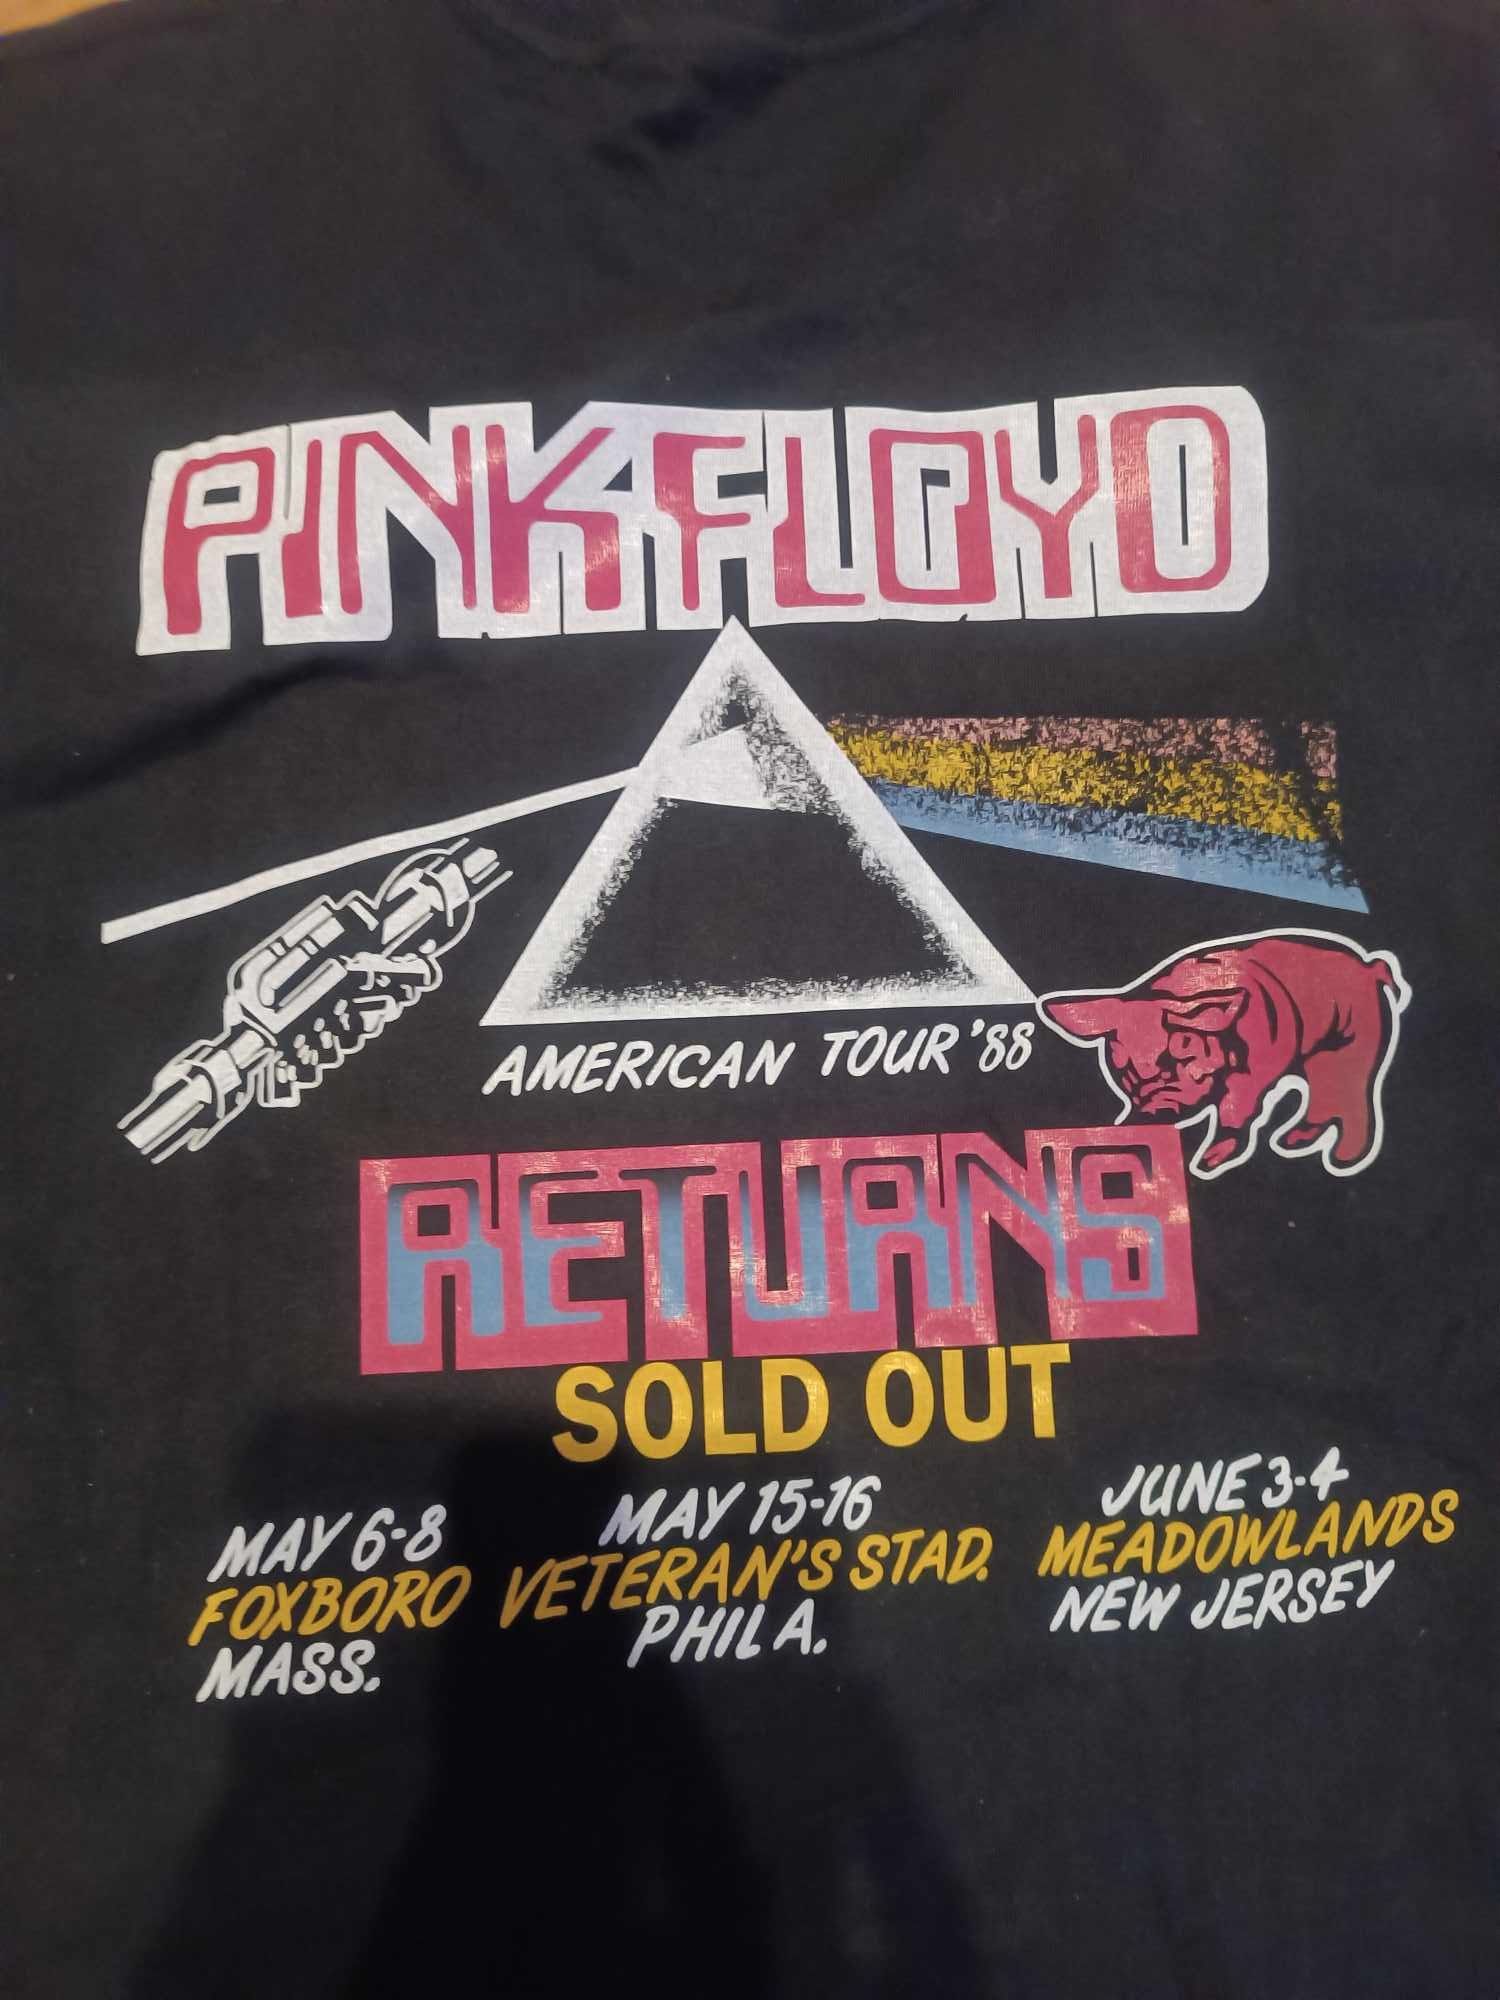 PINK FLOYD
AMERICAN TOUR '88
RETURNS
SOLD OUT
MAY 6-8
FOXBORO
MASS.
MAY 15-16
VETERAN'S STAD.
PHILA.
JUNE 3-4
MEADOWLANDS
NEW JERSEY